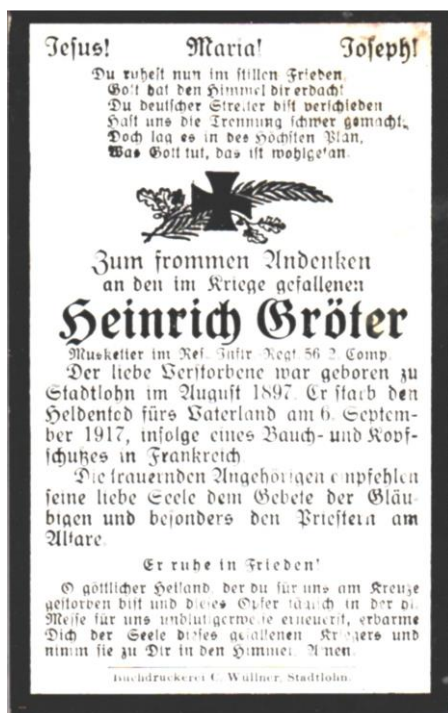 Jesus! Maria! Joseph!
Du ruhest nun im stillen Frieden,
Gott hat den Himmel dir erdacht
Du deutscher Streiter bist verschieden
Hast uns die Trennung schwer gemacht,
Doch lag es in des Höchsten Plan,
Was Gott tut, das ist wohlgetan.
Zum frommen Andenken
an den im Kriege gefallenen
Heinrich Gröter
Musketier im Res. Inftr.-Regt. 56 2. Comp.
Der liebe Verstorbene war geboren zu
Stadtlohn im August 1897. Er starb den
Heldentod fürs Vaterland am 6. Septem-
ber 1917, infolge eines Bauch- und Kopf-
schußes in Frankreich.
Die trauernden Angehörigen empfehlen
seine liebe Seele dem Gebete der Gläu-
bigen und besonders den Priestern am
Altare.
Er ruhe in Frieden!
O göttlicher Heiland, der du für uns am Kreuze
gestorben bist und dieses Opfer täglich in der hl.
Messe für uns unblutigerweise erneuerst, erbarme
Dich der Seele dieses gefallenen Kriegers und
nimm sie zu Dir in den Himmel. Amen.
Buchdruckerei C. Wüllner, Stadtlohn.